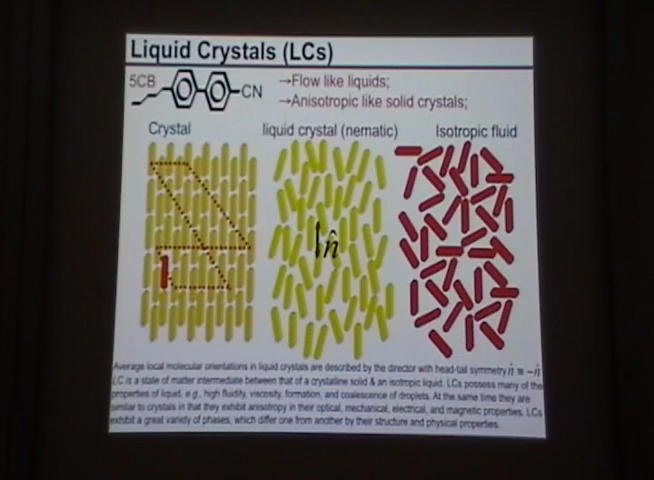 Liquid Crystals (LCs)
5CB
CN
→Flow like liquids;
→Anisotropic like solid crystals;
Crystal
liquid crystal (nematic)
Isotropic fluid
n̂
Average local molecular orientations in liquid crystals are described by the director with head-tail symmetry n̂ ≡ -n̂
LC is a state of matter intermediate between that of a crystalline solid & an isotropic liquid. LCs possess many of the
properties of liquid, e.g., high fluidity, viscosity, formation, and coalescence of droplets. At the same time they are
similar to crystals in that they exhibit anisotropy in their optical, mechanical, electrical, and magnetic properties. LCs
exhibit a great variety of phases, which differ one from another by their structure and physical properties.